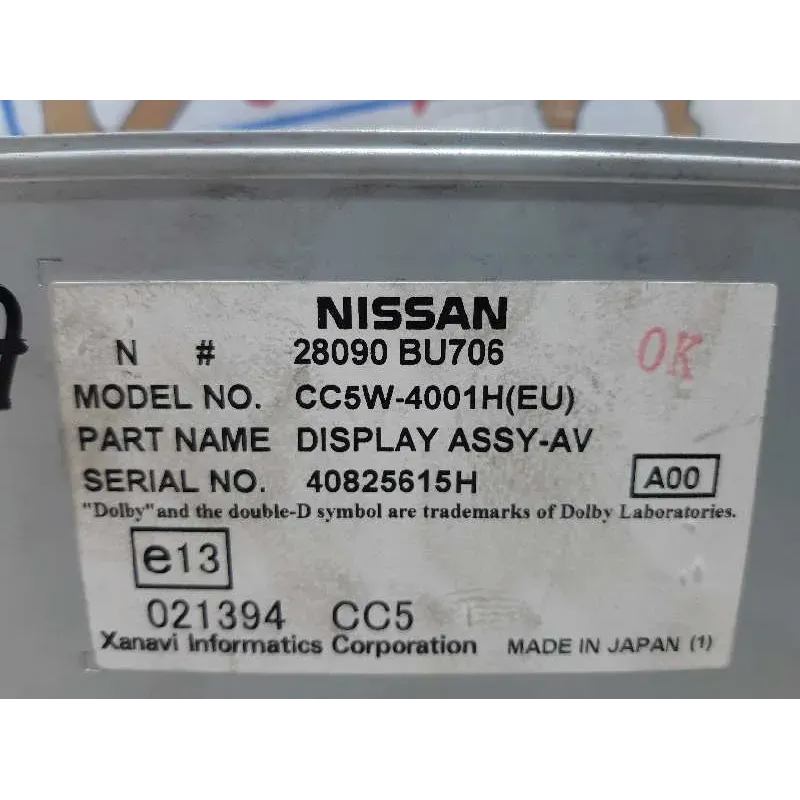 NISSAN
N # 28090 BU706
OK
MODEL NO. CC5W-4001H(EU)
PART NAME DISPLAY ASSY-AV
SERIAL NO. 40825615H A00
"Dolby" and the double-D symbol are trademarks of Dolby Laboratories.
e13
021394 CC5
Xanavi Informatics Corporation MADE IN JAPAN (1)